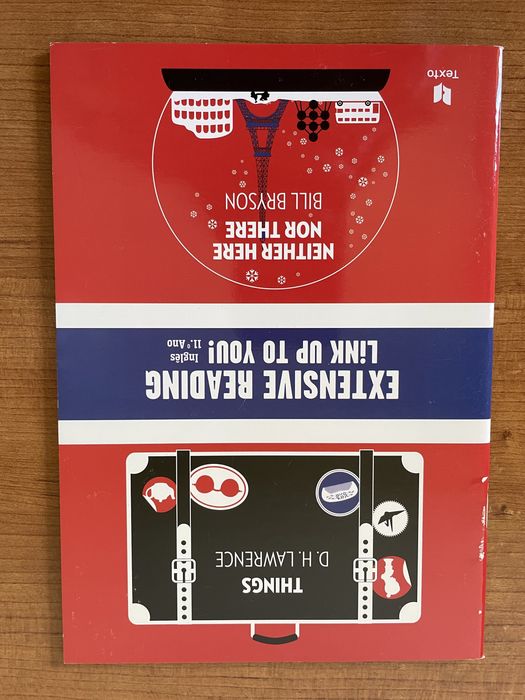 THINGS
D. H. LAWRENCE
EXTENSIVE READING
LiNK UP TO YOU!
Inglês
11.º Ano
NEITHER HERE
NOR THERE
BILL BRYSON
Texto